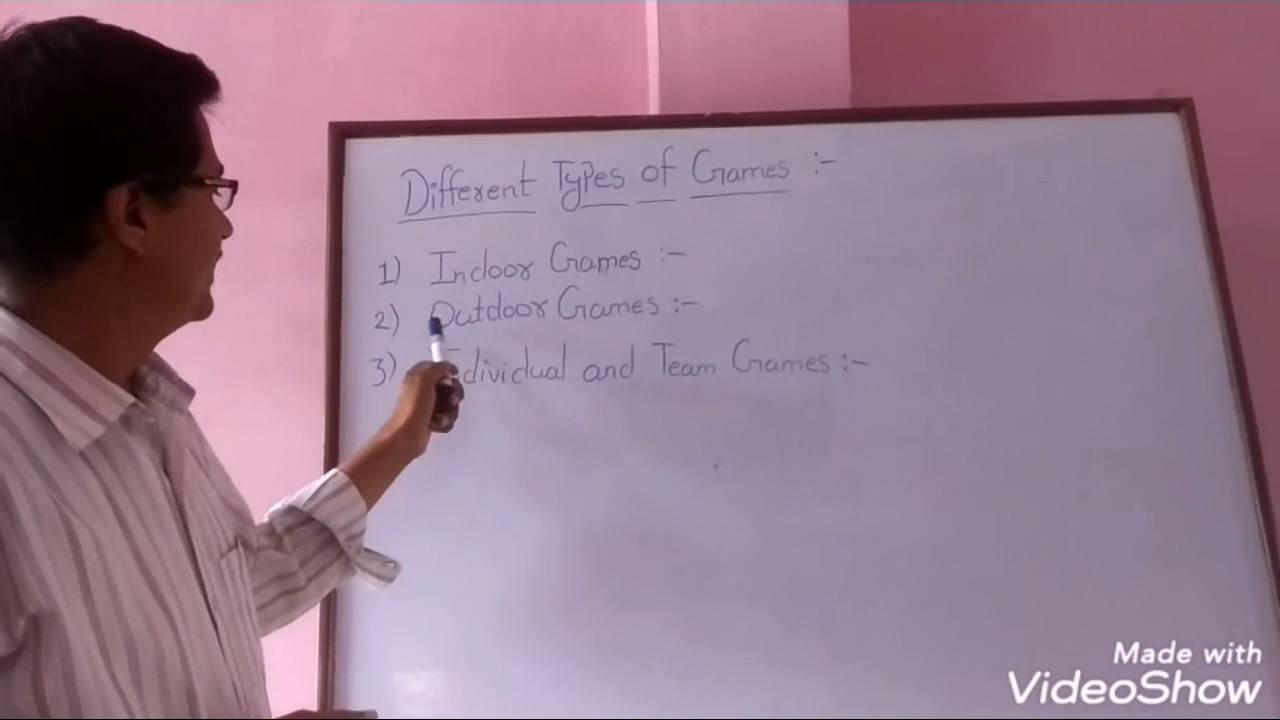 Different Types of Games :-
1) Indoor Games :-
2) Outdoor Games :-
3) Individual and Team Games :-
Made with
VideoShow